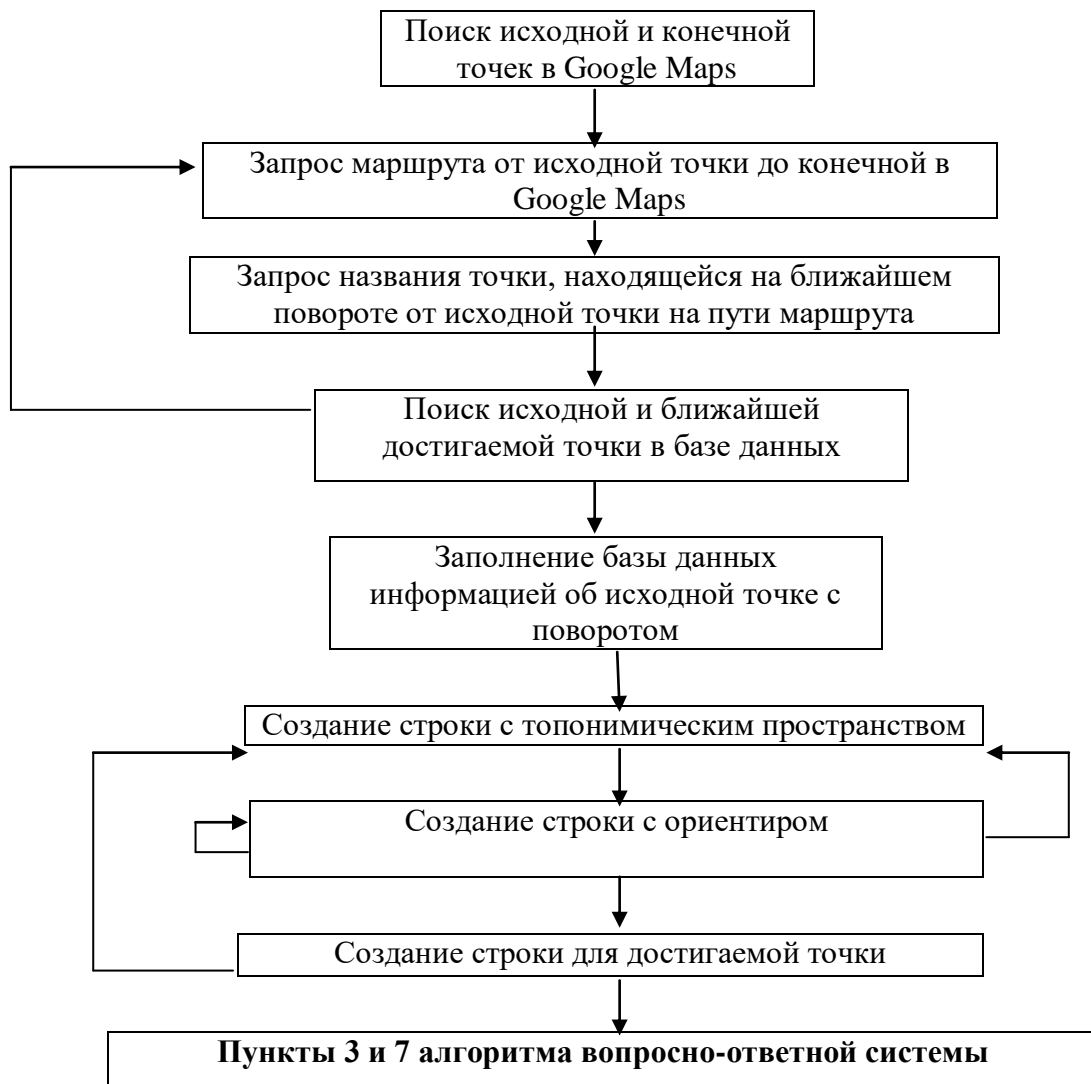 Поиск исходной и конечной
точек в Google Maps
Запрос маршрута от исходной точки до конечной в
Google Maps
Запрос названия точки, находящейся на ближайшем
повороте от исходной точки на пути маршрута
Поиск исходной и ближайшей
достигаемой точки в базе данных
Заполнение базы данных
информацией об исходной точке с
поворотом
Создание строки с топонимическим пространством
Создание строки с ориентиром
Создание строки для достигаемой точки
Пункты 3 и 7 алгоритма вопросно-ответной системы